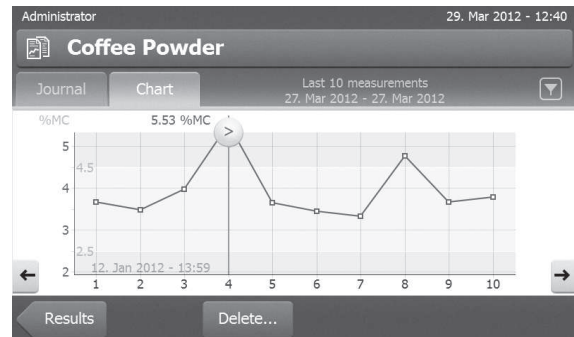 Administrator 29. Mar 2012 - 12:40
Coffee Powder
Journal Chart Last 10 measurements
27. Mar 2012 - 27. Mar 2012
%MC 5.53 %MC
>
5
4.5
4
3
2.5
2 12. Jan 2012 - 13:59
1 2 3 4 5 6 7 8 9 10
Results Delete...